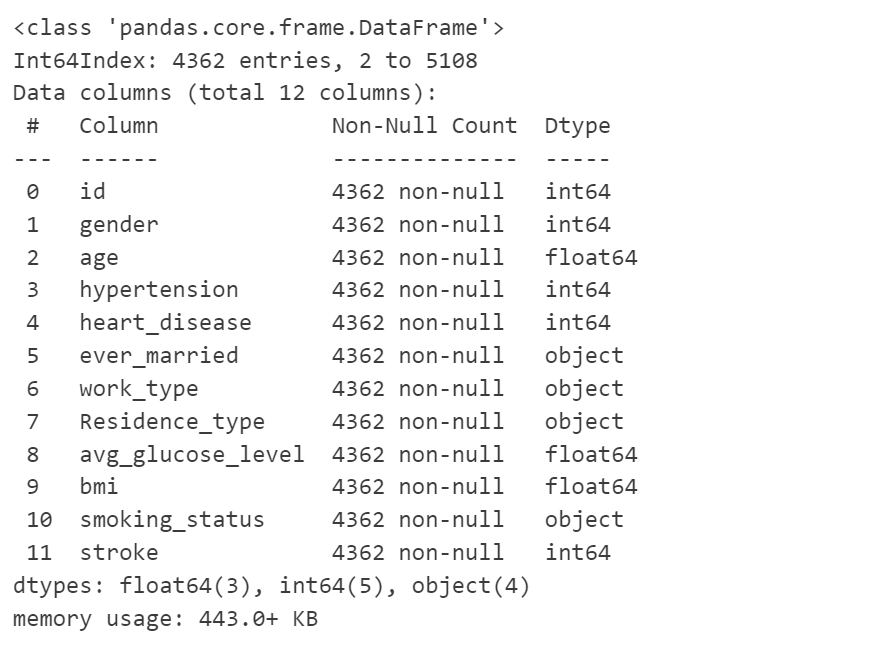 <class 'pandas.core.frame.DataFrame'>
Int64Index: 4362 entries, 2 to 5108
Data columns (total 12 columns):
 #   Column             Non-Null Count  Dtype
---  ------             --------------  -----
 0   id                 4362 non-null   int64
 1   gender             4362 non-null   int64
 2   age                4362 non-null   float64
 3   hypertension       4362 non-null   int64
 4   heart_disease      4362 non-null   int64
 5   ever_married       4362 non-null   object
 6   work_type          4362 non-null   object
 7   Residence_type     4362 non-null   object
 8   avg_glucose_level  4362 non-null   float64
 9   bmi                4362 non-null   float64
 10  smoking_status     4362 non-null   object
 11  stroke             4362 non-null   int64
dtypes: float64(3), int64(5), object(4)
memory usage: 443.0+ KB